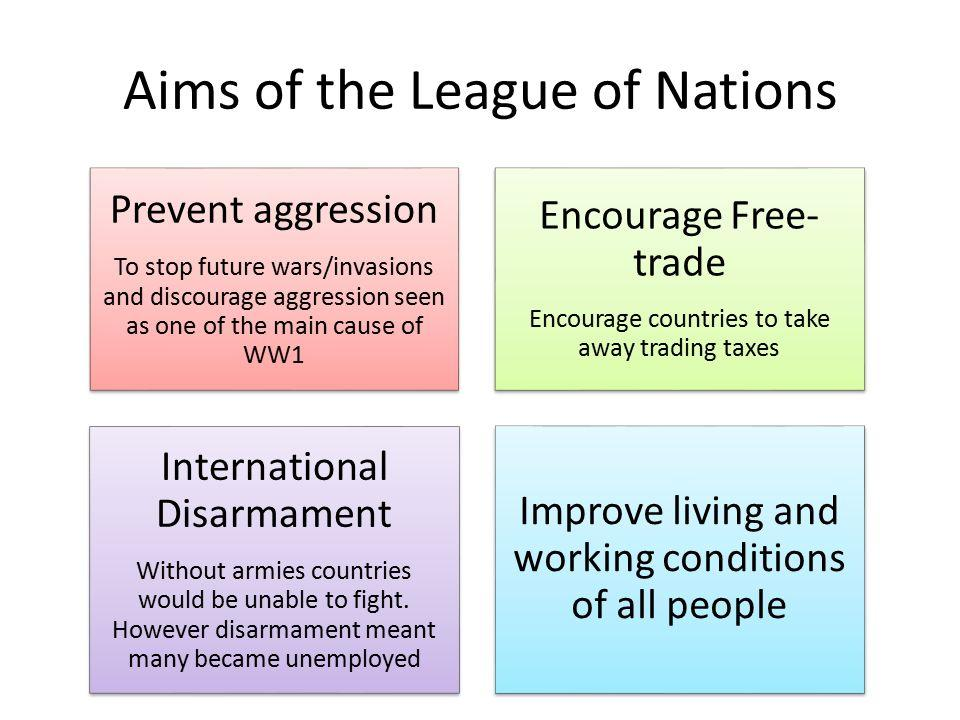 Aims of the League of Nations
Prevent aggression
To stop future wars/invasions
and discourage aggression seen
as one of the main cause of
WW1
Encourage Free-
trade
Encourage countries to take
away trading taxes
International
Disarmament
Without armies countries
would be unable to fight.
However disarmament meant
many became unemployed
Improve living and
working conditions
of all people